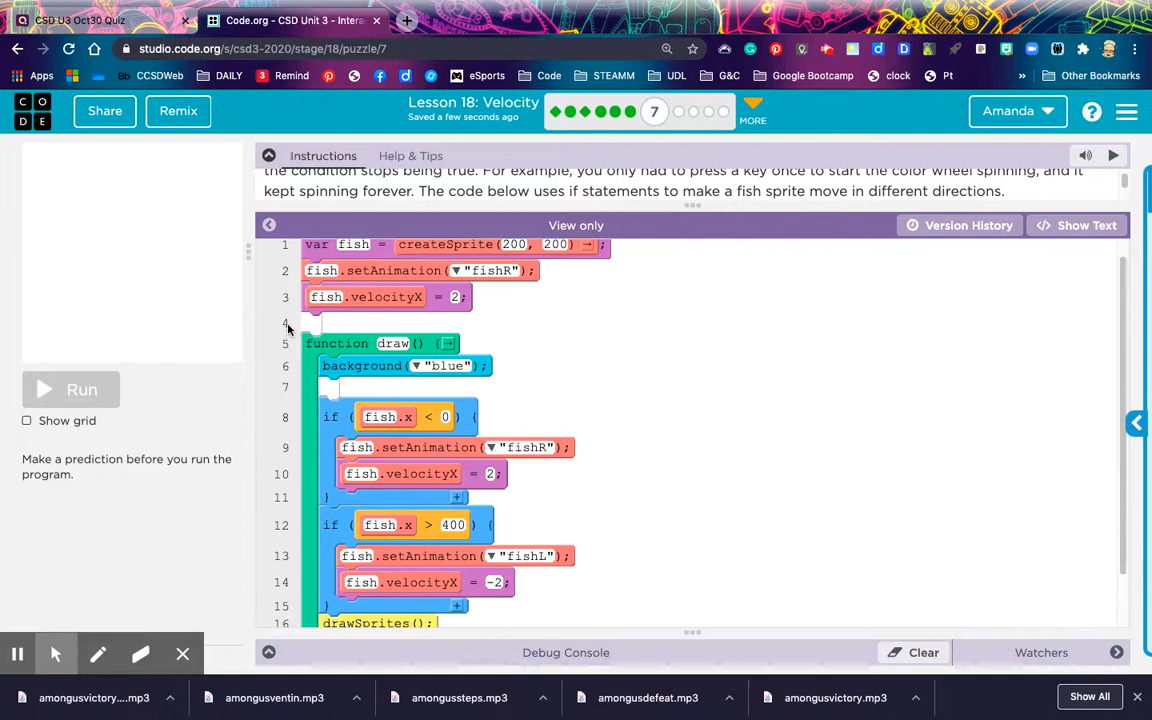 CSD U3 Oct30 Quiz
Code.org - CSD Unit 3 - Intera
studio.code.org/s/csd3-2020/stage/18/puzzle/7
Apps
Bb CCSDWeb
DAILY
3 Remind
eSports
Code
STEAMM
UDL
G&C
Google Bootcamp
clock
Pt
»
Other Bookmarks
C O
D E
Share
Remix
Lesson 18: Velocity
Saved a few seconds ago
7
MORE
Amanda
Instructions
Help & Tips
the condition stops being true. For example, you only had to press a key once to start the color wheel spinning, and it
kept spinning forever. The code below uses if statements to make a fish sprite move in different directions.
View only
Version History
</> Show Text
1 var fish = createSprite(200, 200);
2 fish.setAnimation("fishR");
3 fish.velocityX = 2;
4
5 function draw() {
6 background("blue");
7
8 if (fish.x < 0) {
9 fish.setAnimation("fishR");
10 fish.velocityX = 2;
11 }
12 if (fish.x > 400) {
13 fish.setAnimation("fishL");
14 fish.velocityX = -2;
15 }
16 drawSprites();
Run
Show grid
Make a prediction before you run the
program.
Debug Console
Clear
Watchers
amongusvictory....mp3
amongusventin.mp3
amongussteps.mp3
amongusdefeat.mp3
amongusvictory.mp3
Show All